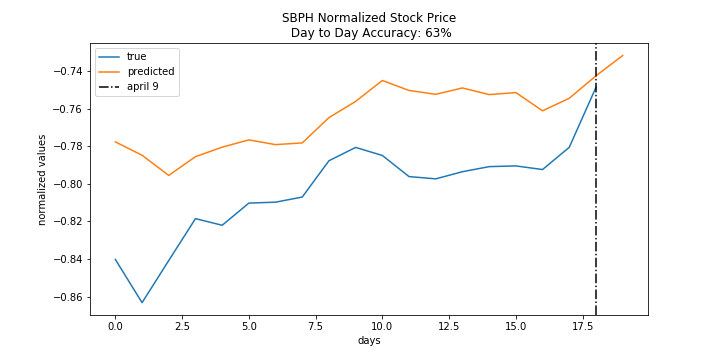 SBPH Normalized Stock Price
Day to Day Accuracy: 63%
true
predicted
april 9
normalized values
−0.74
−0.76
−0.78
−0.80
−0.82
−0.84
−0.86
0.0 2.5 5.0 7.5 10.0 12.5 15.0 17.5
days